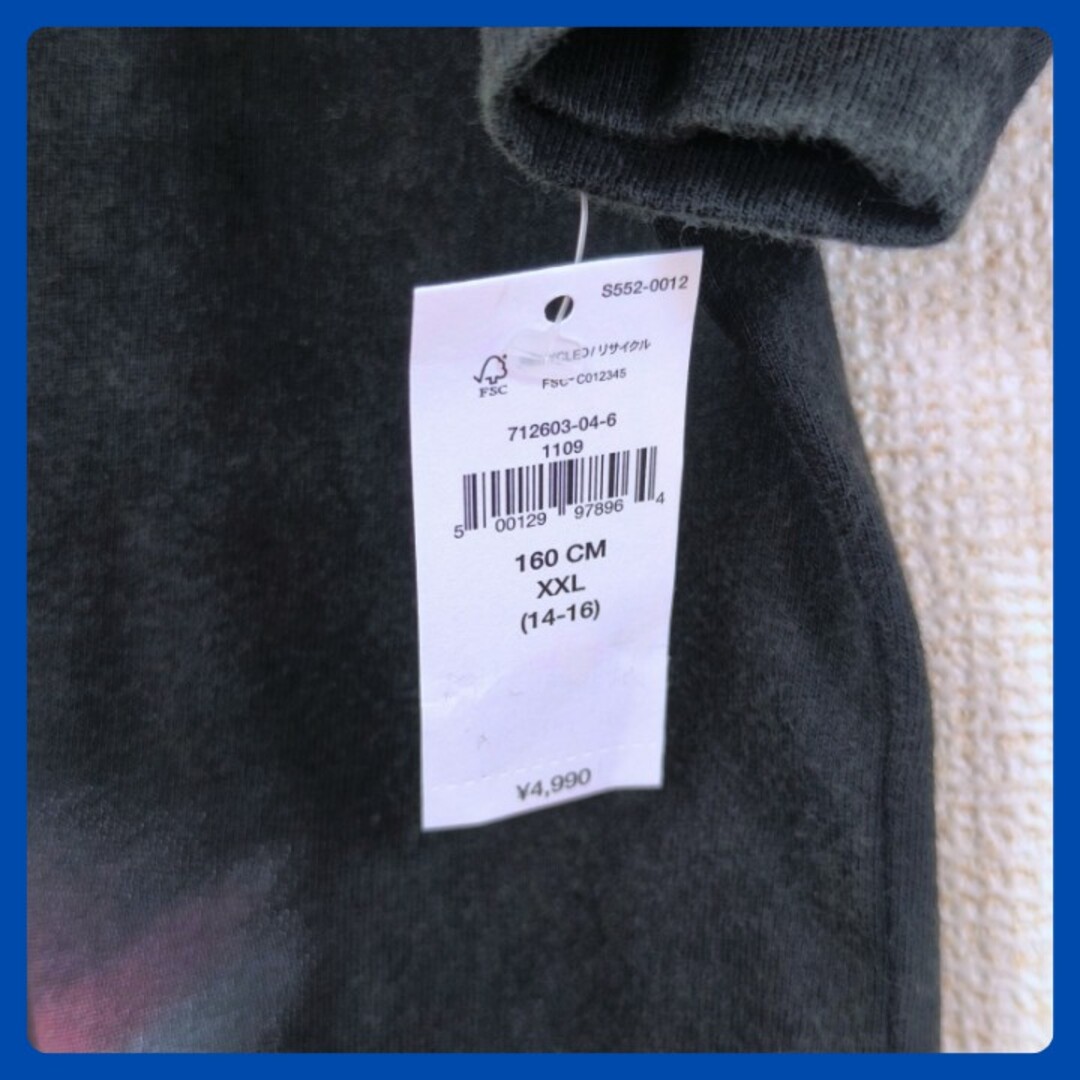 S552-0012
/リサイクル
FSC
FSC-C012345
712603-04-6
1109
5 00129 97896 4
160 CM
XXL
(14-16)
¥4,990